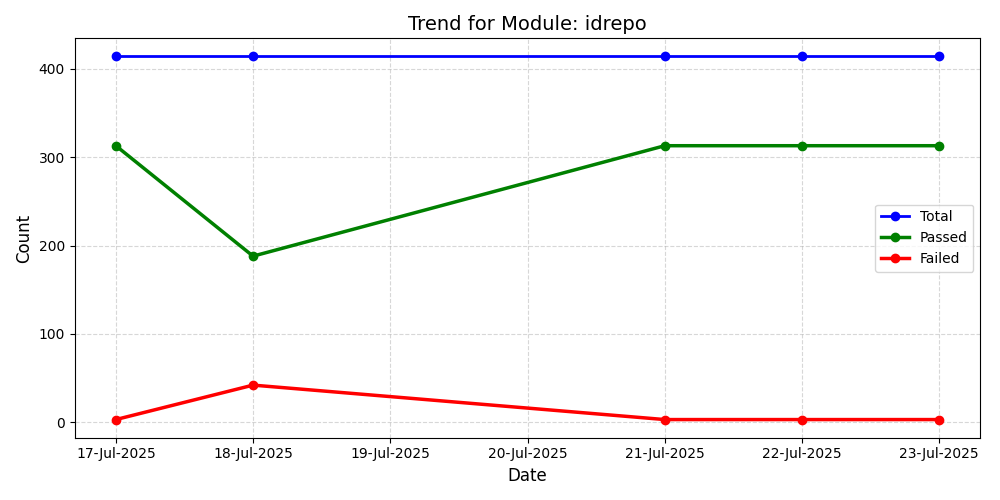 Trend for Module: idrepo
Count
400
300
200
100
0
Total
Passed
Failed
17-Jul-2025 18-Jul-2025 19-Jul-2025 20-Jul-2025 21-Jul-2025 22-Jul-2025 23-Jul-2025
Date